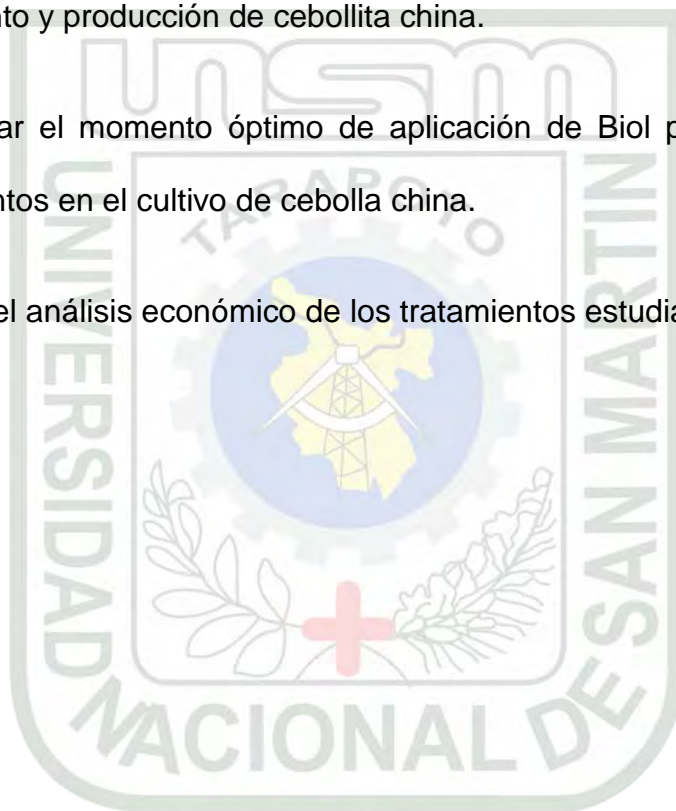 nto y producción de cebollita china.
ar el momento óptimo de aplicación de Biol p
ntos en el cultivo de cebolla china.
el análisis económico de los tratamientos estudia
unsm
TARAPOTO
UNIVERSIDAD
NACIONAL DE
SAN MARTIN